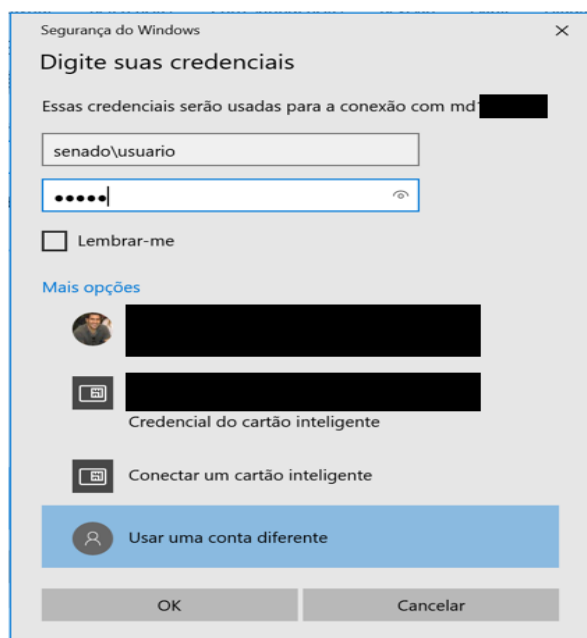 Segurança do Windows
Digite suas credenciais
Essas credenciais serão usadas para a conexão com md
senado\usuario
•••••
Lembrar-me
Mais opções
Credencial do cartão inteligente
Conectar um cartão inteligente
Usar uma conta diferente
OK
Cancelar